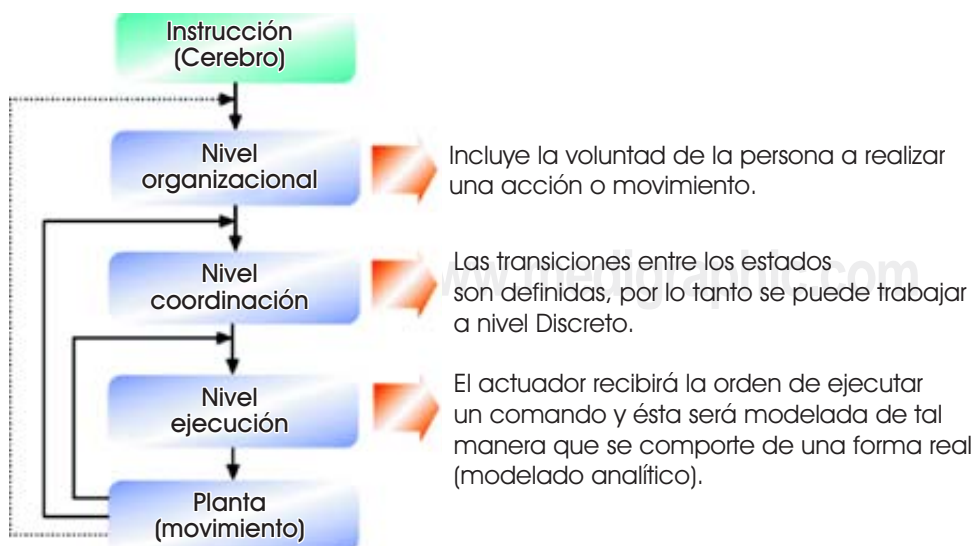 Instrucción
(Cerebro)
Nivel
organizacional
Incluye la voluntad de la persona a realizar
una acción o movimiento.
Nivel
coordinación
Las transiciones entre los estados
son definidas, por lo tanto se puede trabajar
a nivel Discreto.
www.medigraphic.com
Nivel
ejecución
El actuador recibirá la orden de ejecutar
un comando y ésta será modelada de tal
manera que se comporte de una forma real
(modelado analítico).
Planta
(movimiento)